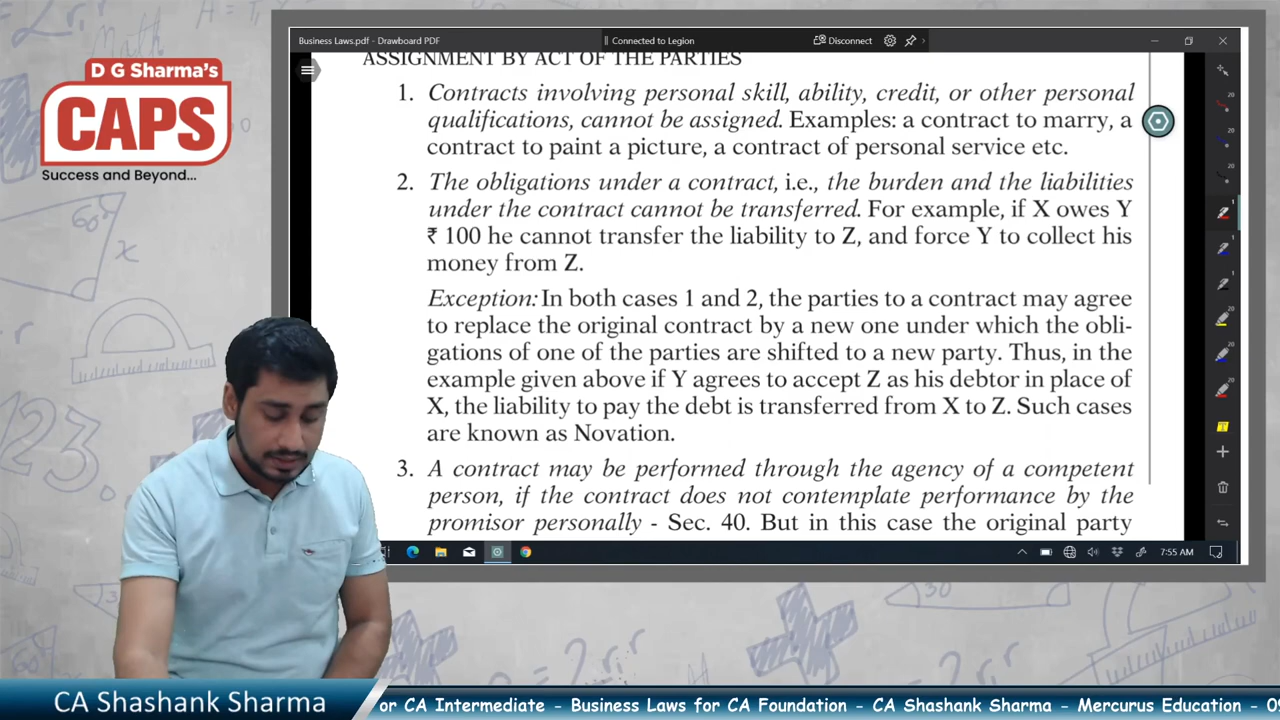 D G Sharma's
CAPS
Success and Beyond...
Business Laws.pdf - Drawboard PDF
Connected to Legion
Disconnect
ASSIGNMENT BY ACT OF THE PARTIES
1. Contracts involving personal skill, ability, credit, or other personal
qualifications, cannot be assigned. Examples: a contract to marry, a
contract to paint a picture, a contract of personal service etc.
2. The obligations under a contract, i.e., the burden and the liabilities
under the contract cannot be transferred. For example, if X owes Y
₹ 100 he cannot transfer the liability to Z, and force Y to collect his
money from Z.
Exception: In both cases 1 and 2, the parties to a contract may agree
to replace the original contract by a new one under which the obli-
gations of one of the parties are shifted to a new party. Thus, in the
example given above if Y agrees to accept Z as his debtor in place of
X, the liability to pay the debt is transferred from X to Z. Such cases
are known as Novation.
3. A contract may be performed through the agency of a competent
person, if the contract does not contemplate performance by the
promisor personally - Sec. 40. But in this case the original party
7:55 AM
CA Shashank Sharma
or CA Intermediate - Business Laws for CA Foundation - CA Shashank Sharma - Mercurus Education - 0